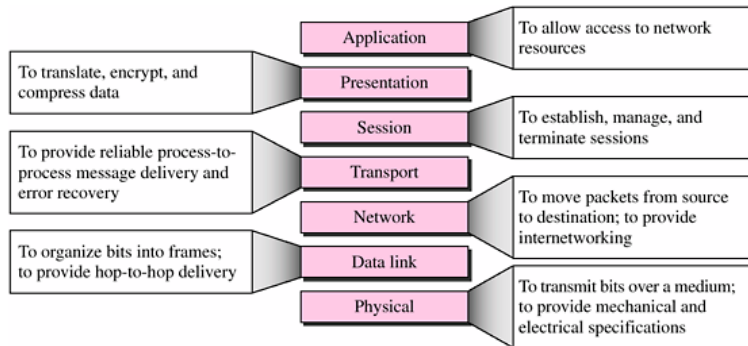 Application
To allow access to network
resources
To translate, encrypt, and
compress data
Presentation
Session
To establish, manage, and
terminate sessions
To provide reliable process-to-
process message delivery and
error recovery
Transport
Network
To move packets from source
to destination; to provide
internetworking
To organize bits into frames;
to provide hop-to-hop delivery
Data link
Physical
To transmit bits over a medium;
to provide mechanical and
electrical specifications